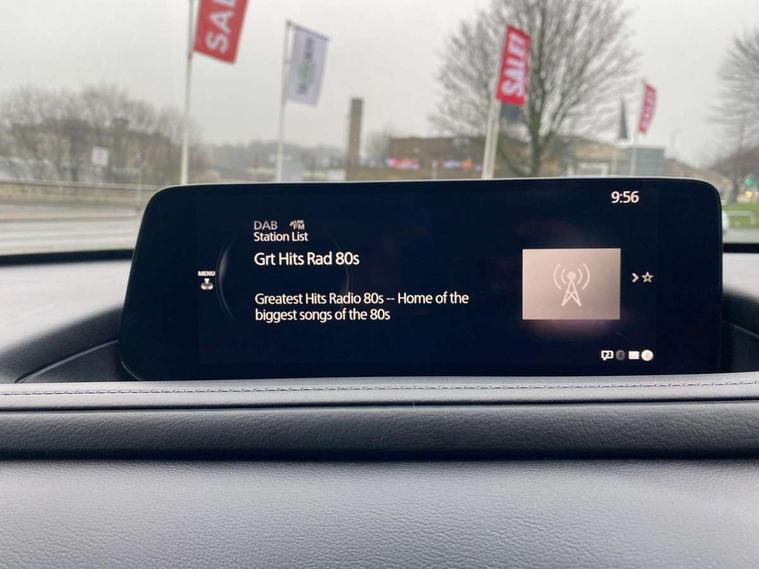 SALE!
SALE!
9:56
DAB
LINK
FM
Station List
Grt Hits Rad 80s
MENU
Greatest Hits Radio 80s -- Home of the
biggest songs of the 80s